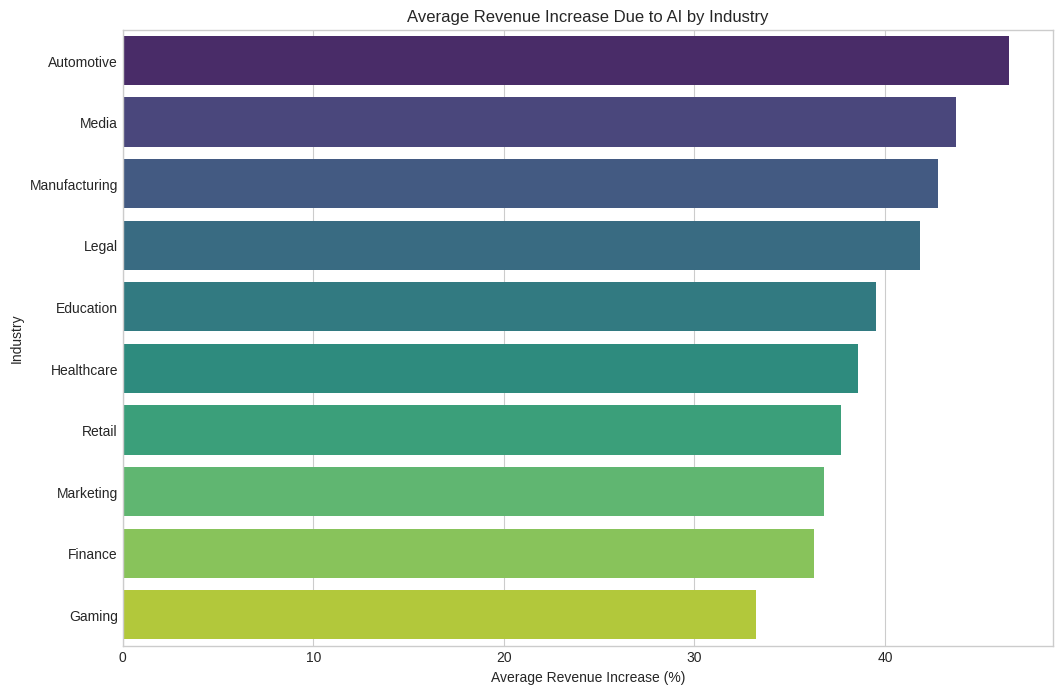 Average Revenue Increase Due to AI by Industry
Automotive
Media
Manufacturing
Legal
Education
Healthcare
Retail
Marketing
Finance
Gaming
Industry
0 10 20 30 40
Average Revenue Increase (%)